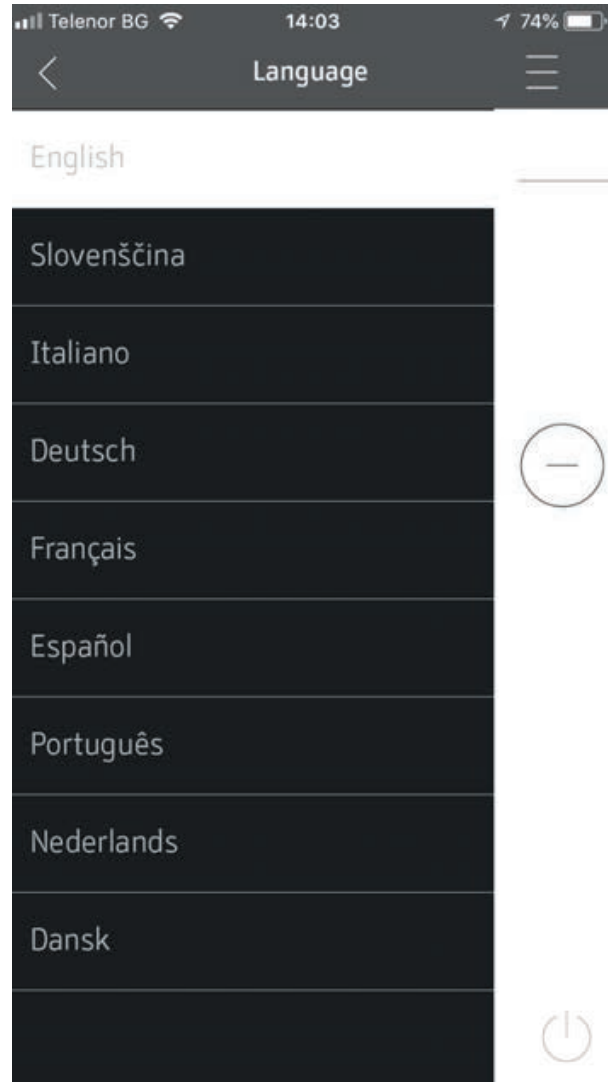 Telenor BG 14:03 74%
Language
English
Slovenščina
Italiano
Deutsch
Français
Español
Português
Nederlands
Dansk